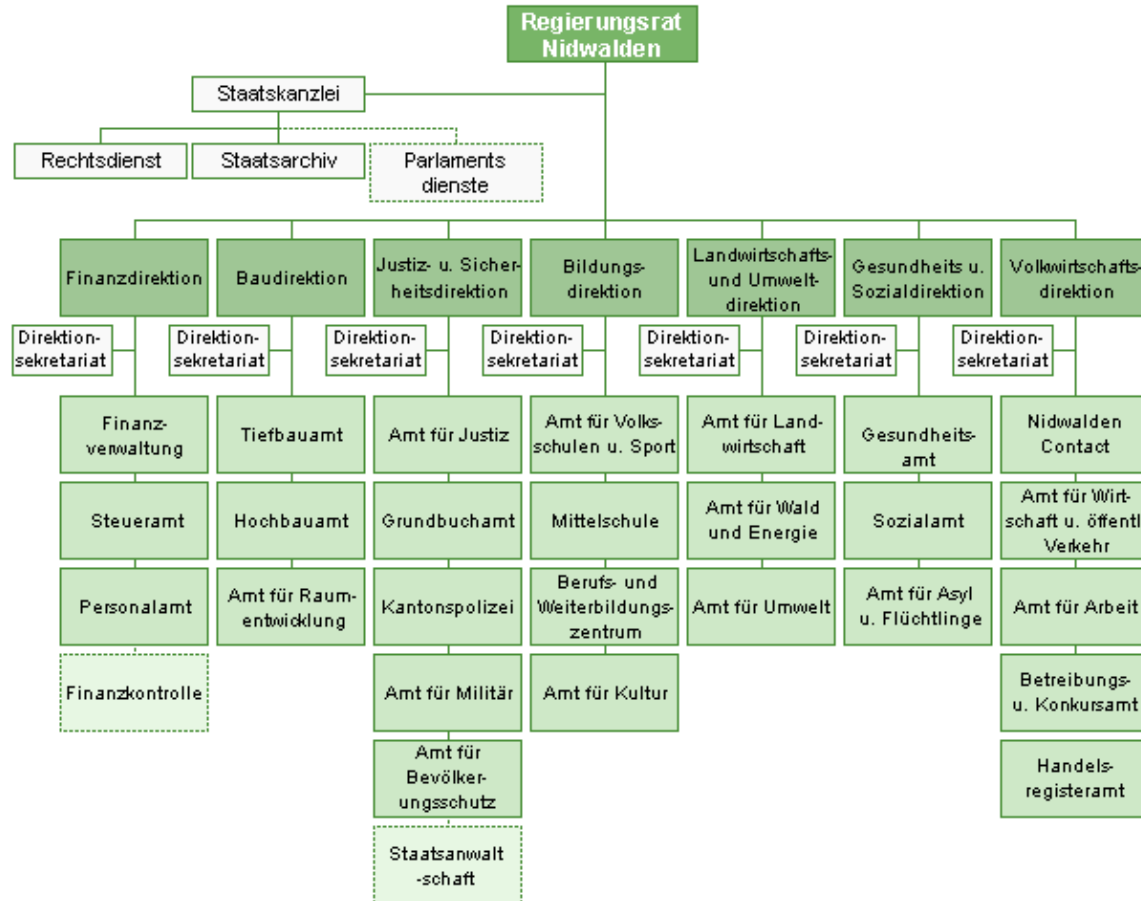 Regierungsrat
Nidwalden
Staatskanzlei
Rechtsdienst
Staatsarchiv
Parlaments
dienste
Finanzdirektion
Baudirektion
Justiz- u. Sicher-
heitsdirektion
Bildungs-
direktion
Landwirtschafts-
und Umwelt-
direktion
Gesundheits u.
Sozialdirektion
Volkwirtschafts-
direktion
Direktion-
sekretariat
Direktion-
sekretariat
Direktion-
sekretariat
Direktion-
sekretariat
Direktion-
sekretariat
Direktion-
sekretariat
Direktion-
sekretariat
Finanz-
verwaltung
Tiefbauamt
Amt für Justiz
Amt für Volks-
schulen u. Sport
Amt für Land-
wirtschaft
Gesundheits-
amt
Nidwalden
Contact
Steueramt
Hochbauamt
Grundbuchamt
Mittelschule
Amt für Wald
und Energie
Sozialamt
Amt für Wirt-
schaft u. öffentl
Verkehr
Personalamt
Amt für Raum-
entwicklung
Kantonspolizei
Berufs- und
Weiterbildungs-
zentrum
Amt für Umwelt
Amt für Asyl
u. Flüchtlinge
Amt für Arbeit
Finanzkontrolle
Amt für Militär
Amt für Kultur
Betreibungs-
u. Konkursamt
Amt für
Bevölker-
ungsschutz
Handels-
registeramt
Staatsanwalt
-schaft